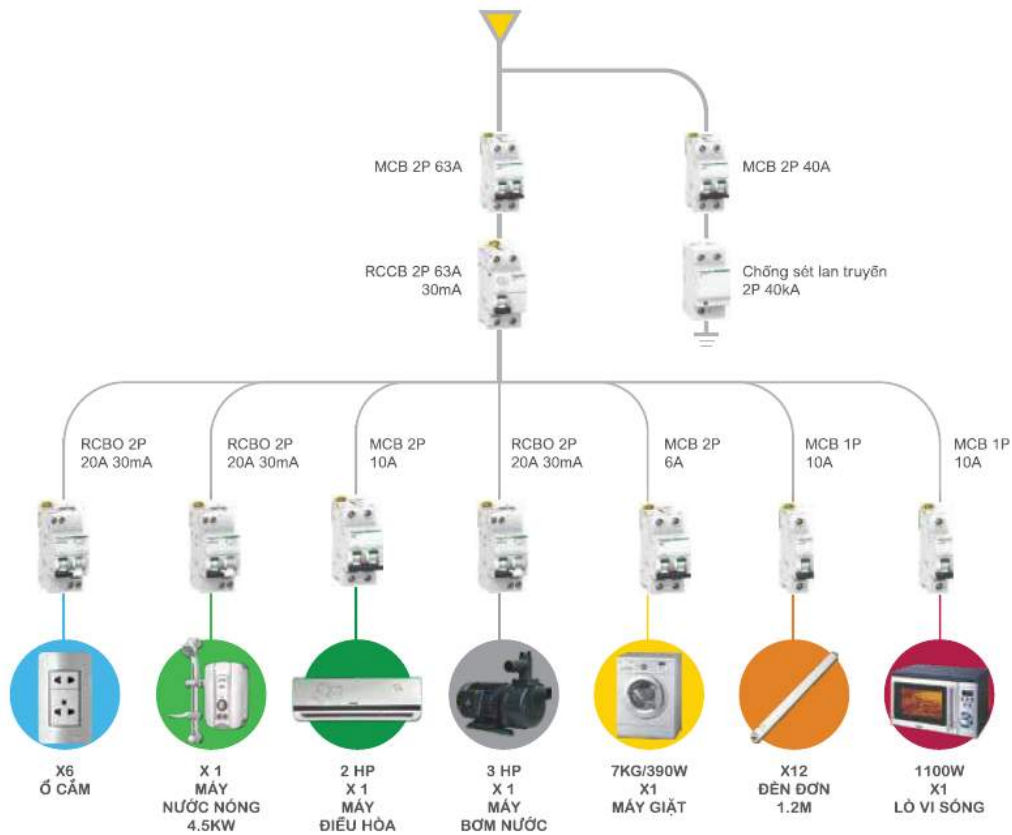 MCB 2P 63A
MCB 2P 40A
RCCB 2P 63A
30mA
Chống sét lan truyền
2P 40kA
RCBO 2P
20A 30mA
RCBO 2P
20A 30mA
MCB 2P
10A
RCBO 2P
20A 30mA
MCB 2P
6A
MCB 1P
10A
MCB 1P
10A
X6
Ổ CẮM
X 1
MÁY
NƯỚC NÓNG
4.5KW
2 HP
X 1
MÁY
ĐIỀU HÒA
3 HP
X 1
MÁY
BƠM NƯỚC
7KG/390W
X1
MÁY GIẶT
X12
ĐÈN ĐƠN
1.2M
1100W
X1
LÒ VI SÓNG